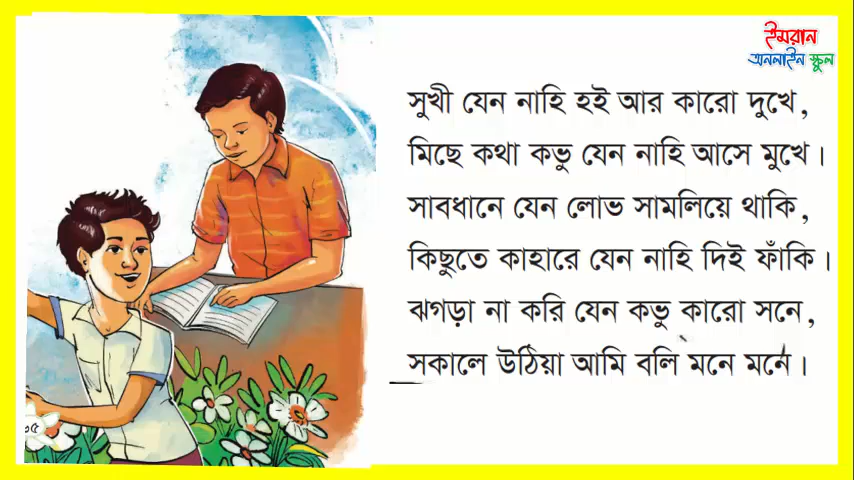 ইমরান
অনলাইন স্কুল
সুখী যেন নাহি হই আর কারো দুখে,
মিছে কথা কভু যেন নাহি আসে মুখে।
সাবধানে যেন লোভ সামলিয়ে থাকি,
কিছুতে কাহারে যেন নাহি দিই ফাঁকি।
ঝগড়া না করি যেন কভু কারো সনে,
সকালে উঠিয়া আমি বলি মনে মনে।